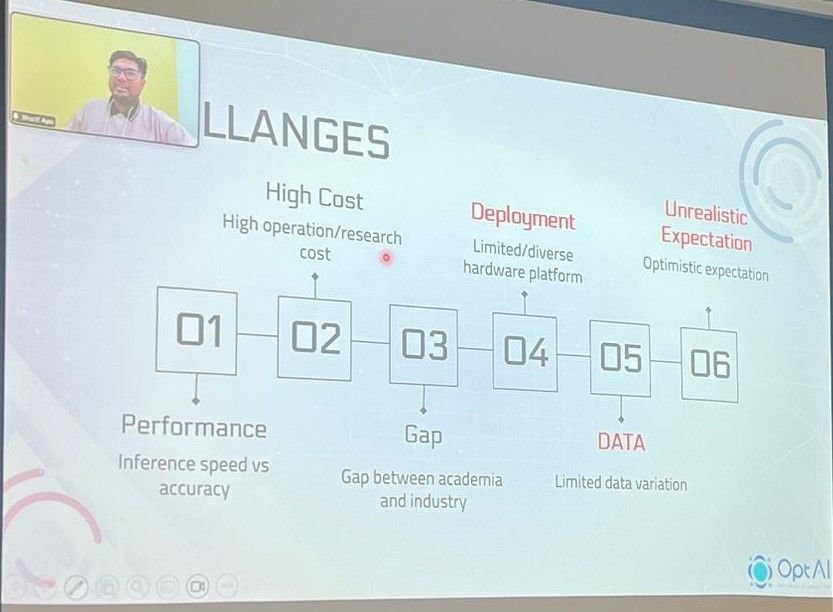 Sharif Apu
LLANGES
High Cost
High operation/research
cost
Deployment
Limited/diverse
hardware platform
Unrealistic
Expectation
Optimistic expectation
01
02
03
04
05
06
Performance
Inference speed vs
accuracy
Gap
Gap between academia
and industry
DATA
Limited data variation
OptAI